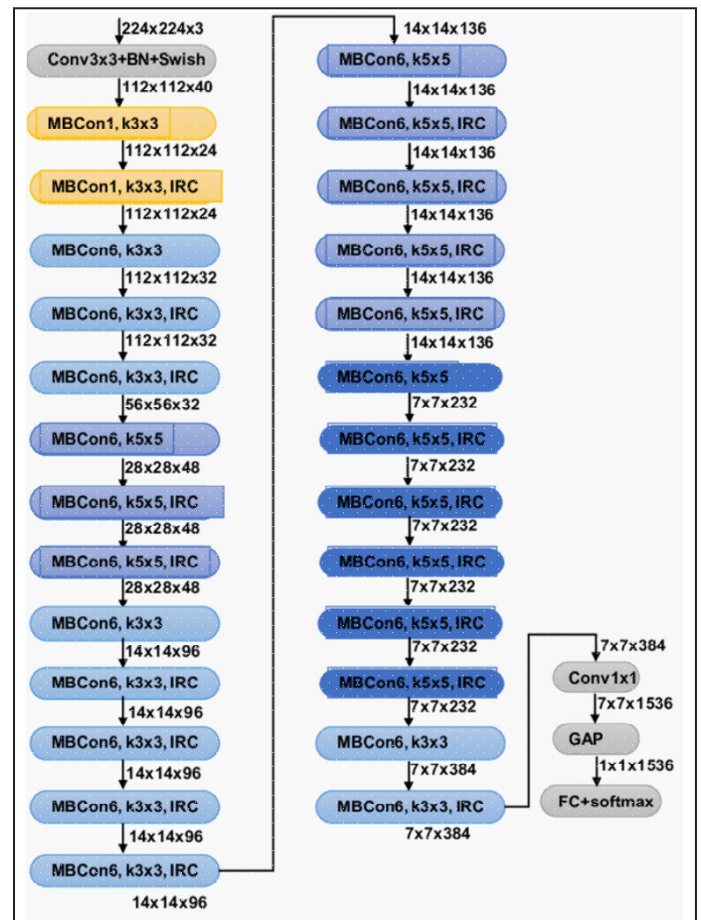 224x224x3
Conv3x3+BN+Swish
112x112x40
MBCon1, k3x3
112x112x24
MBCon1, k3x3, IRC
112x112x24
MBCon6, k3x3
112x112x32
MBCon6, k3x3, IRC
112x112x32
MBCon6, k3x3, IRC
56x56x32
MBCon6, k5x5
28x28x48
MBCon6, k5x5, IRC
28x28x48
MBCon6, k5x5, IRC
28x28x48
MBCon6, k3x3
14x14x96
MBCon6, k3x3, IRC
14x14x96
MBCon6, k3x3, IRC
14x14x96
MBCon6, k3x3, IRC
14x14x96
MBCon6, k3x3, IRC
14x14x96
14x14x136
MBCon6, k5x5
14x14x136
MBCon6, k5x5, IRC
14x14x136
MBCon6, k5x5, IRC
14x14x136
MBCon6, k5x5, IRC
14x14x136
MBCon6, k5x5, IRC
14x14x136
MBCon6, k5x5
7x7x232
MBCon6, k5x5, IRC
7x7x232
MBCon6, k5x5, IRC
7x7x232
MBCon6, k5x5, IRC
7x7x232
MBCon6, k5x5, IRC
7x7x232
MBCon6, k5x5, IRC
7x7x232
MBCon6, k3x3
7x7x384
MBCon6, k3x3, IRC
7x7x384
7x7x384
Conv1x1
7x7x1536
GAP
1x1x1536
FC+softmax